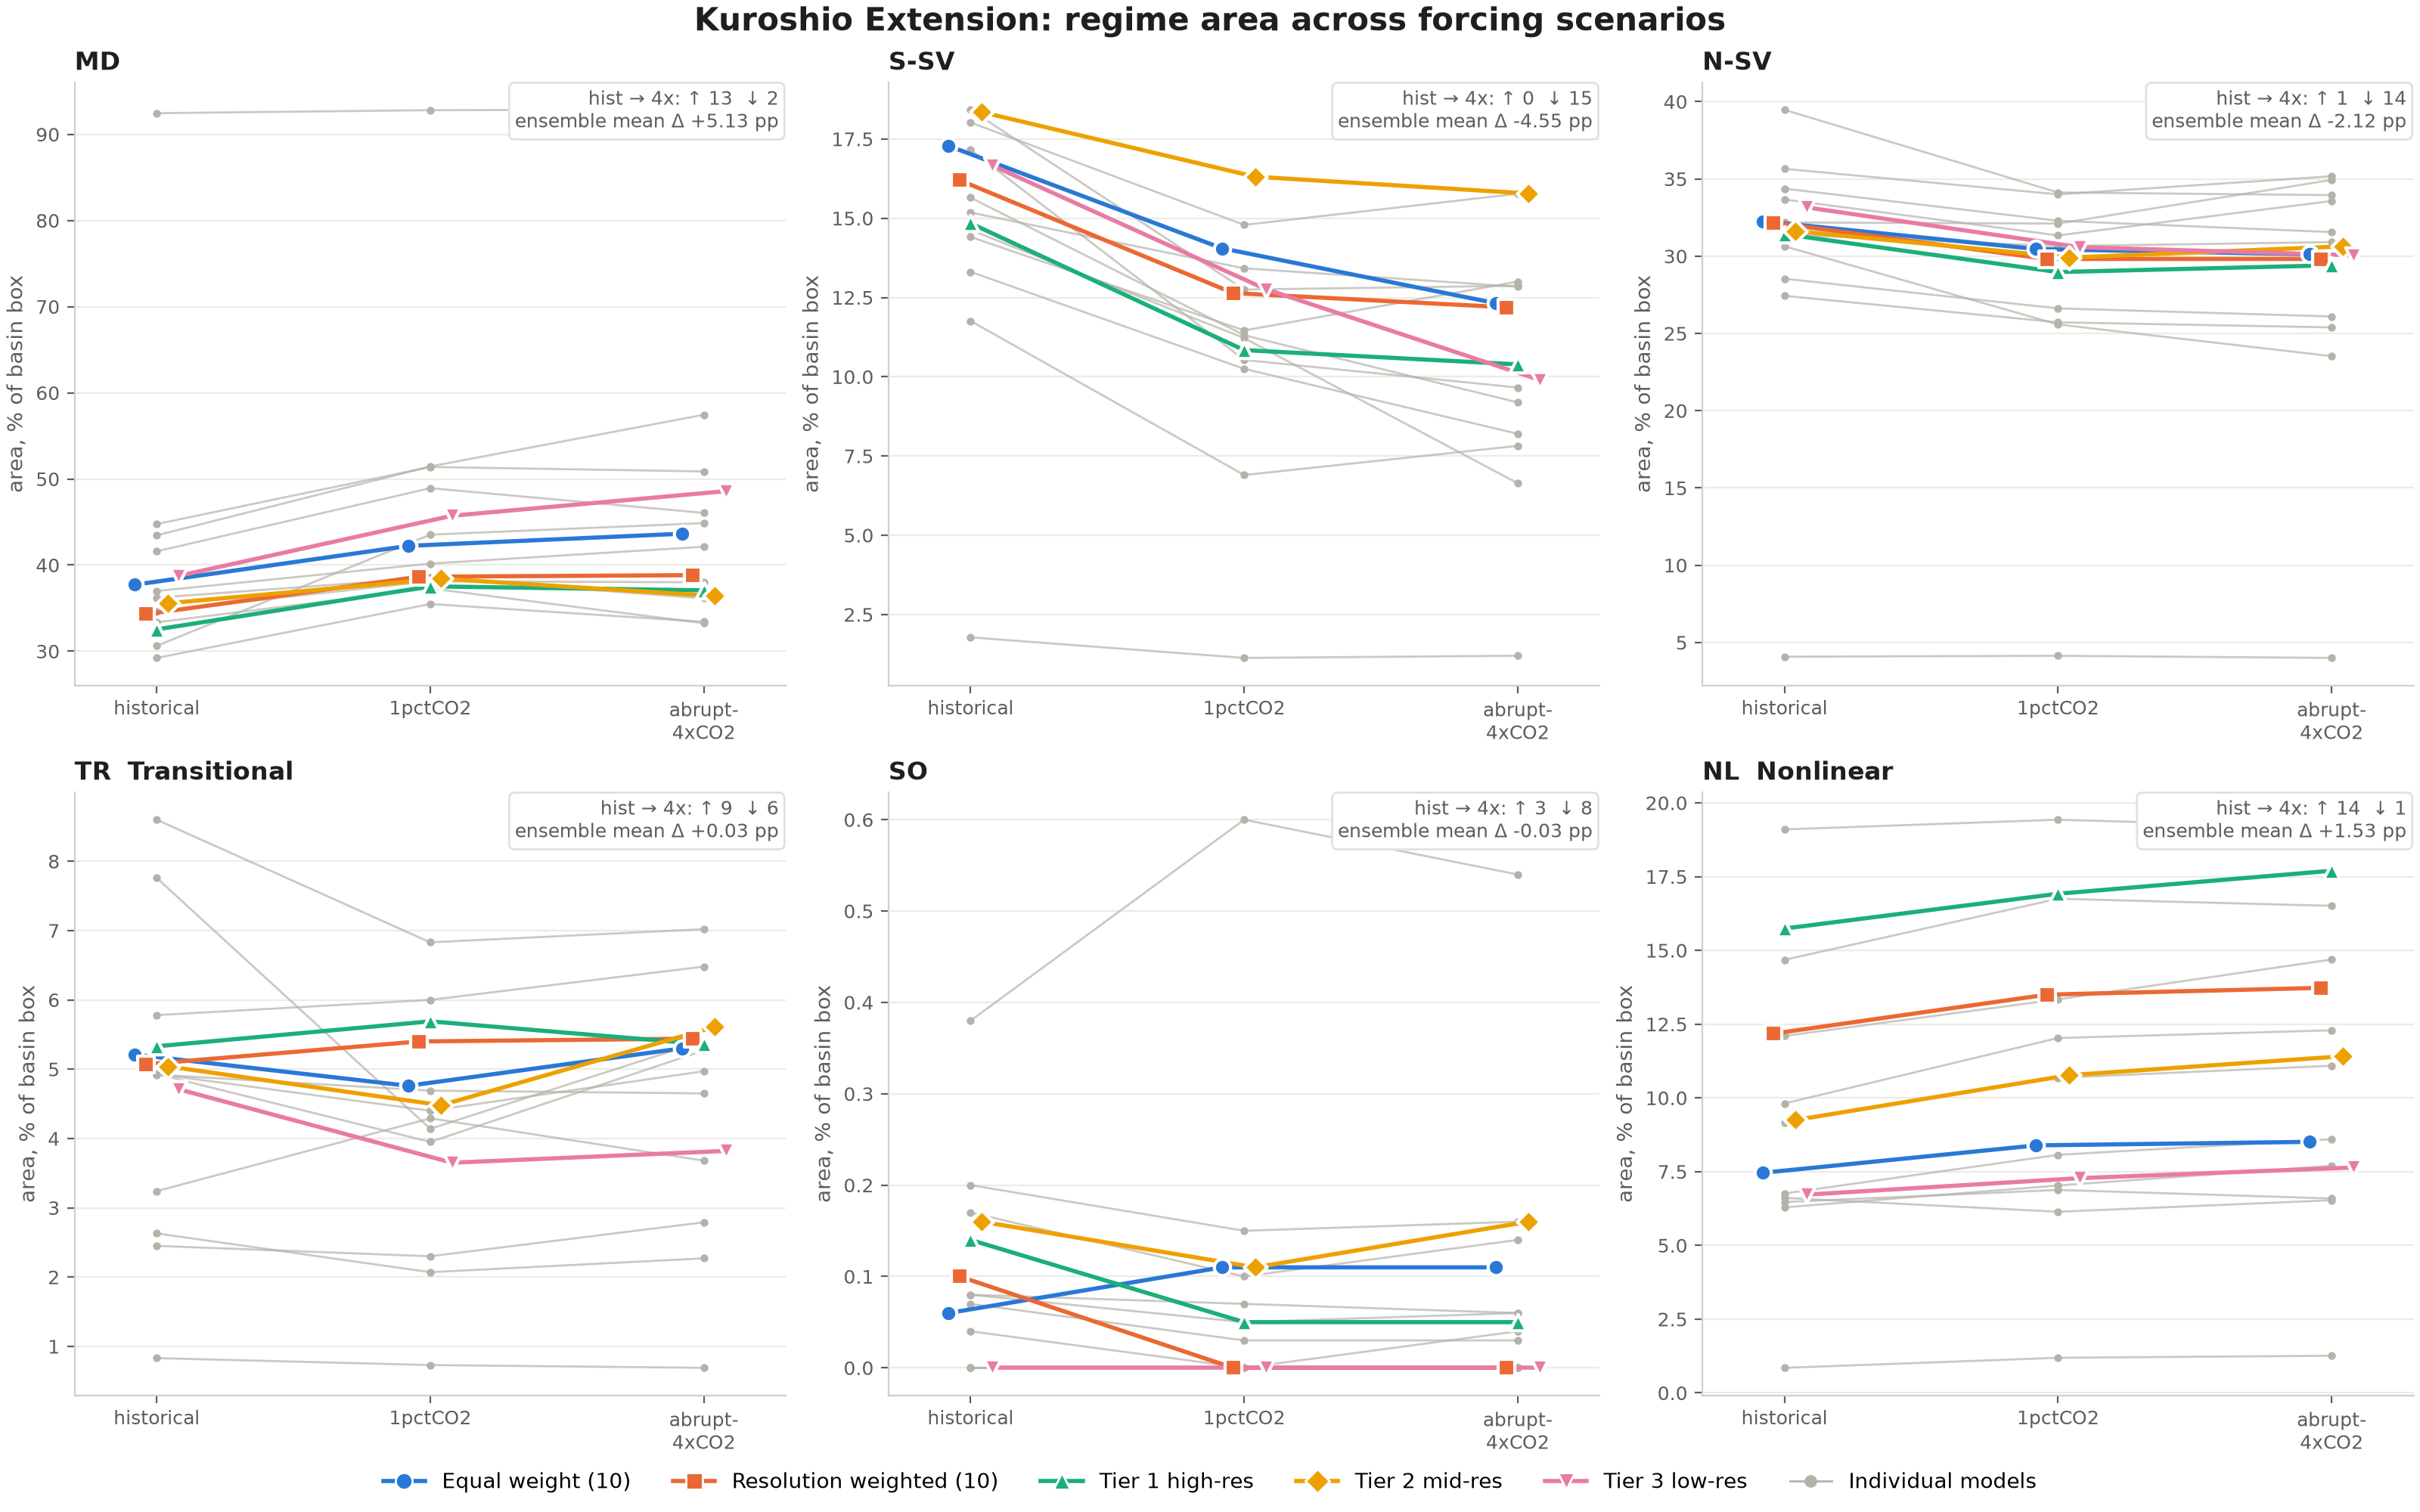 Kuroshio Extension: regime area across forcing scenarios
MD
hist → 4x: ↑ 13 ↓ 2
ensemble mean Δ +5.13 pp
area, % of basin box
90
80
70
60
50
40
30
historical
1pctCO2
abrupt-
4xCO2
S-SV
hist → 4x: ↑ 0 ↓ 15
ensemble mean Δ -4.55 pp
area, % of basin box
17.5
15.0
12.5
10.0
7.5
5.0
2.5
historical
1pctCO2
abrupt-
4xCO2
N-SV
hist → 4x: ↑ 1 ↓ 14
ensemble mean Δ -2.12 pp
area, % of basin box
40
35
30
25
20
15
10
5
historical
1pctCO2
abrupt-
4xCO2
TR Transitional
hist → 4x: ↑ 9 ↓ 6
ensemble mean Δ +0.03 pp
area, % of basin box
8
7
6
5
4
3
2
1
historical
1pctCO2
abrupt-
4xCO2
SO
hist → 4x: ↑ 3 ↓ 8
ensemble mean Δ -0.03 pp
area, % of basin box
0.6
0.5
0.4
0.3
0.2
0.1
0.0
historical
1pctCO2
abrupt-
4xCO2
NL Nonlinear
hist → 4x: ↑ 14 ↓ 1
ensemble mean Δ +1.53 pp
area, % of basin box
20.0
17.5
15.0
12.5
10.0
7.5
5.0
2.5
0.0
historical
1pctCO2
abrupt-
4xCO2
Equal weight (10)
Resolution weighted (10)
Tier 1 high-res
Tier 2 mid-res
Tier 3 low-res
Individual models